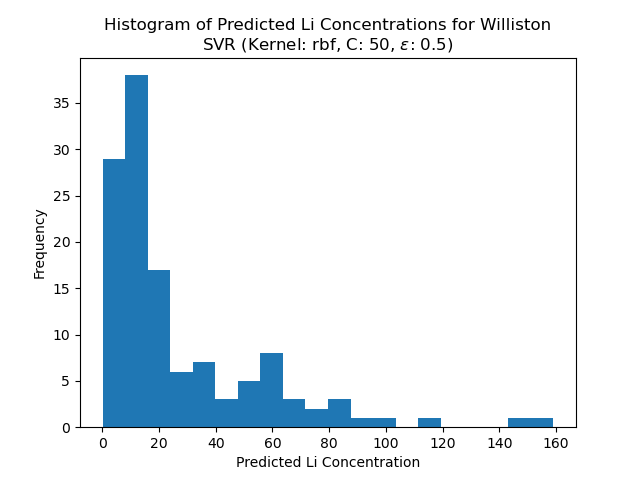 Histogram of Predicted Li Concentrations for Williston
SVR (Kernel: rbf, C: 50, ε: 0.5)
35
30
25
20
15
10
5
0
Frequency
0 20 40 60 80 100 120 140 160
Predicted Li Concentration